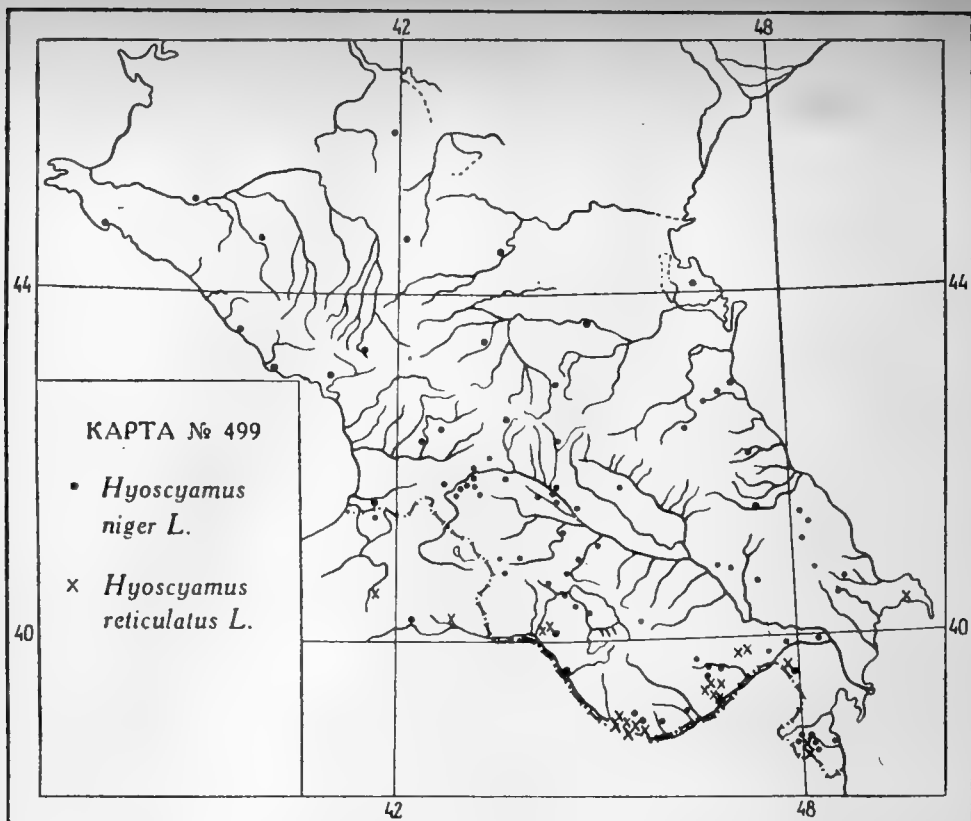 42 48
44 44
КАРТА № 499
• Hyoscyamus
niger L.
× Hyoscyamus
reticulatus L.
40 40
42 48